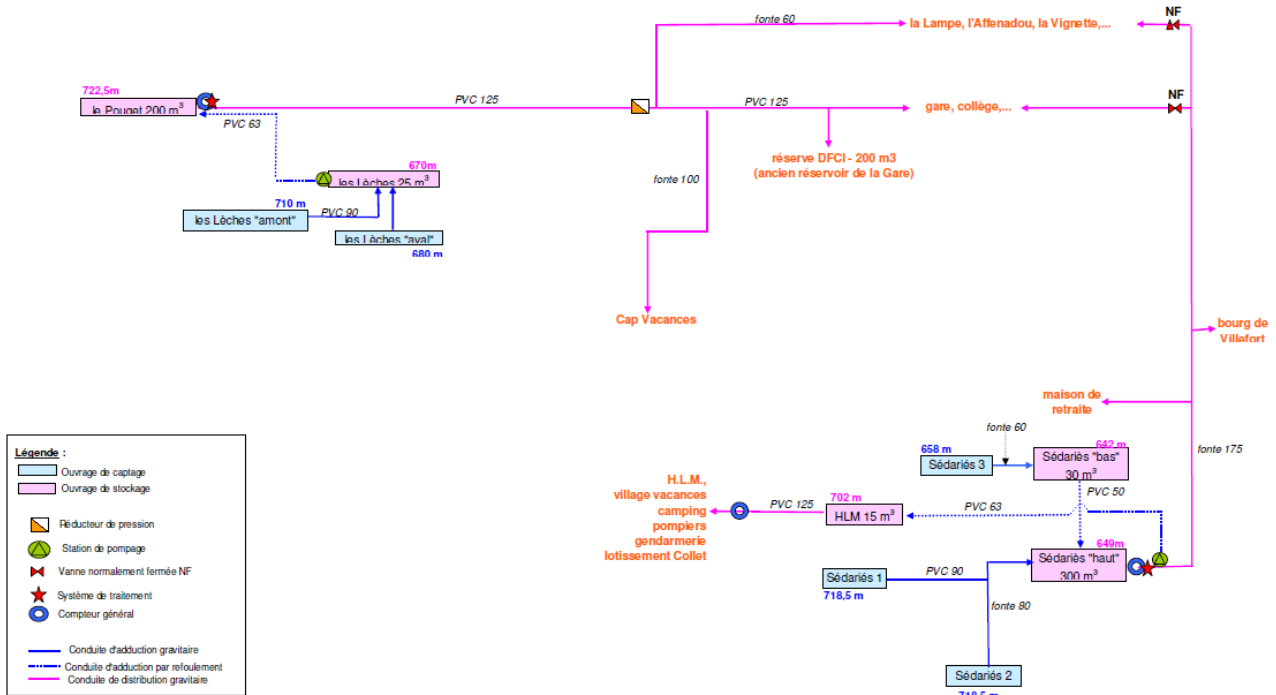 fonte 60
la Lampe, l'Affenadou, la Vignette,...
NF
722,5m
le Pouget 200 m³
PVC 125
PVC 125
gare, collège,...
NF
PVC 63
réserve DFCI - 200 m3
(ancien réservoir de la Gare)
670m
les Lèches 25 m³
fonte 100
710 m
les Lèches "amont"
PVC 90
les Lèches "aval"
680 m
Cap Vacances
bourg de
Villefort
maison de
retraite
fonte 60
658 m
Sédariés 3
642 m
Sédariès "bas"
30 m³
fonte 175
H.L.M.,
village vacances
camping
pompiers
gendarmerie
lotissement Collet
PVC 125
702 m
HLM 15 m³
PVC 63
PVC 50
649m
Sédariès "haut"
300 m³
Sédariés 1
718,5 m
PVC 90
fonte 80
Sédariés 2
718,5 m
Légende :
Ouvrage de captage
Ouvrage de stockage
Réducteur de pression
Station de pompage
Vanne normalement fermée NF
Système de traitement
Compteur général
Conduite d'adduction gravitaire
Conduite d'adduction par refoulement
Conduite de distribution gravitaire